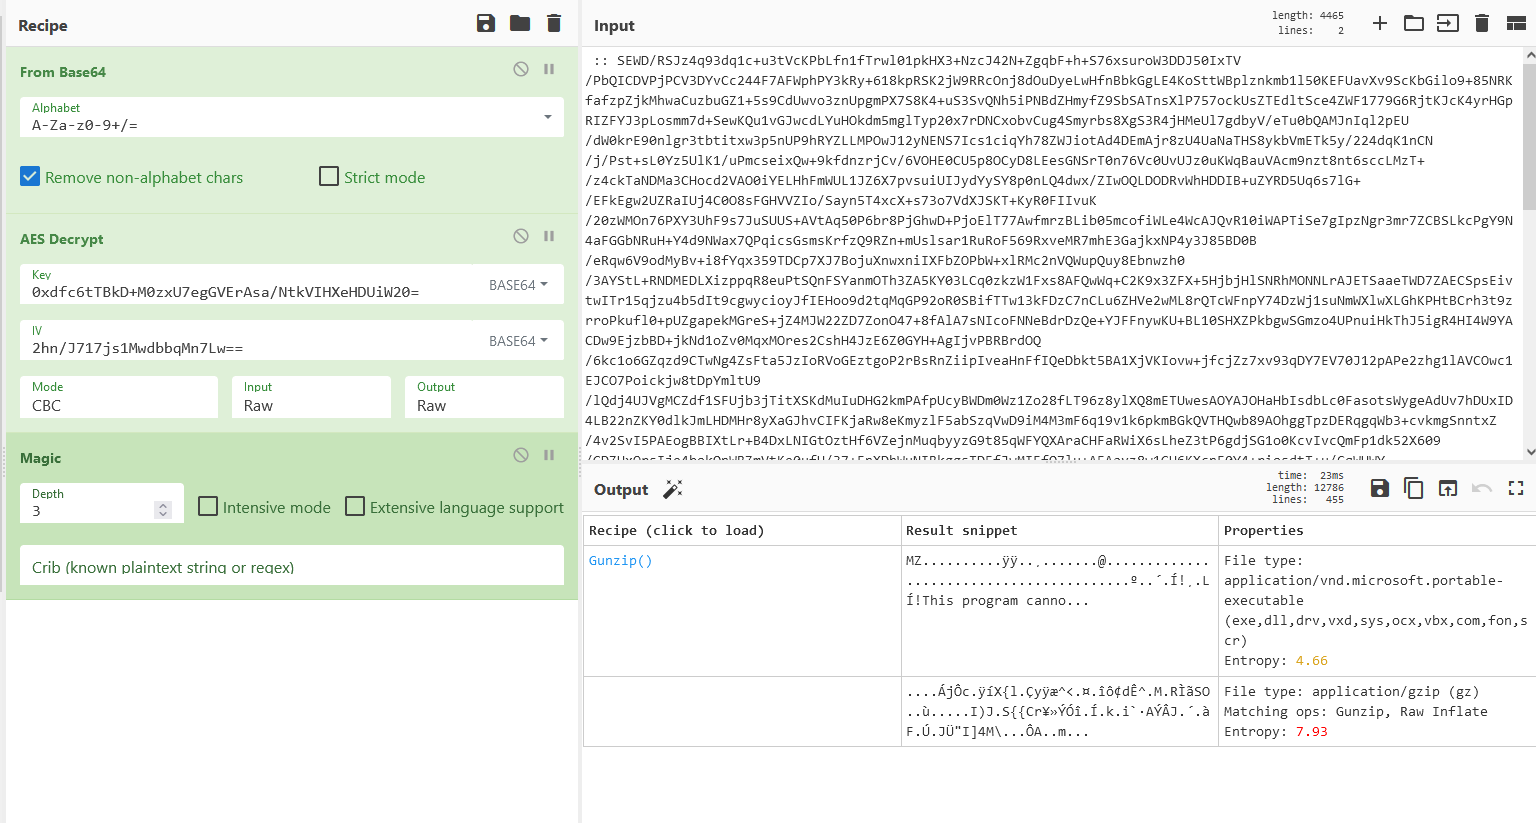 Recipe
From Base64
Alphabet
A-Za-z0-9+/=
Remove non-alphabet chars
Strict mode
AES Decrypt
Key
0xdfc6tTBkD+M0zxU7egGVErAsa/NtkVIHXeHDUiW20=
BASE64
IV
2hn/J717js1MwdbbqMn7Lw==
BASE64
Mode
CBC
Input
Raw
Output
Raw
Magic
Depth
3
Intensive mode
Extensive language support
Crib (known plaintext string or regex)
Input
length: 4465
lines: 2
:: SEWD/RSJz4q93dq1c+u3tVcKPbLfn1fTrwl01pkHX3+NzcJ42N+ZgqbF+h+S76xsuroW3DDJ50IxTV
/PbQICDVPjPCV3DYvCc244F7AFWphPY3kRy+618kpRSK2jW9RRcOnj8dOuDyeLwHfnBbkGgLE4KoSttWBplznkmb1l50KEFUavXv9ScKbGilo9+85NRK
fafzpZjkMhwaCuzbuGZ1+5s9CdUwvo3znUpgmPX7S8K4+uS3SvQNh5iPNBdZHmyfZ9SbSATnsXlP757ockUsZTEdltSce4ZWF1779G6RjtKJcK4yrHGp
RIZFYJ3pLosmm7d+SewKQu1vGJwcdLYuHOkdm5mglTyp20x7rDNCxobvCug4Smyrbs8XgS3R4jHMeUl7gdbyV/eTu0bQAMJnIql2pEU
/dW0krE90nlgr3tbtitxw3p5nUP9hRYZLLMPOwJ12yNENS7Ics1ciqYh78ZWJiotAd4DEmAjr8zU4UaNaTHS8ykbVmETk5y/224dqK1nCN
/j/Pst+sL0Yz5UlK1/uPmcseixQw+9kfdnzrjCv/6VOHE0CU5p8OCyD8LEesGNSrT0n76Vc0UvUJz0uKWqBauVAcm9nzt8nt6sccLMzT+
/z4ckTaNDMa3CHocd2VAO0iYELHhFmWUL1JZ6X7pvsuiUIJydYySY8p0nLQ4dwx/ZIwOQLDODRvWhHDDIB+uZYRD5Uq6s7lG+
/EFkEgw2UZRaIUj4C0O8sFGHVVZIo/Sayn5T4xcX+s73o7VdXJSKT+KyR0FIIvuK
/20zWMOn76PXY3UhF9s7JuSUUS+AVtAq50P6br8PjGhwD+PjoElT77AwfmrzBLib05mcofiWLe4WcAJQvR10iWAPTiSe7gIpzNgr3mr7ZCBSLkcPgY9N
4aFGGbNRuH+Y4d9NWax7QPqicsGsmsKrfzQ9RZn+mUslsar1RuRoF569RxveMR7mhE3GajkxNP4y3J85BD0B
/eRqw6V9odMyBv+i8fYqx359TDCp7XJ7BojuXnwxniIXFbZOPbW+xlRMc2nVQWupQuy8Ebnwzh0
/3AYStL+RNDMEDLXizppqR8euPtSQnFSYanmOTh3ZA5KY03LCq0zkzW1Fxs8AFQwWq+C2K9x3ZFX+5HjbjHlSNRhMONNLrAJETSaaeTWD7ZAECSpsEiv
twITr15qjzu4b5dIt9cgwycioyJfIEHoo9d2tqMqGP92oR0SBifTTw13kFDzC7nCLu6ZHVe2wML8rQTcWFnpY74DzWj1suNmWXlwXLGhKPHtBCrh3t9z
rroPkufl0+pUZgapekMGreS+jZ4MJW22ZD7ZonO47+8fAlA7sNIcoFNNeBdrDzQe+YJFFnywKU+BL10SHXZPkbgwSGmzo4UPnuiHkThJ5igR4HI4W9YA
CDw9EjzbBD+jkNd1oZv0MqxMOres2CshH4JzE6Z0GYH+AgIjvPBRBrdOQ
/6kc1o6GZqzd9CTwNg4ZsFta5JzIoRVoGEztgoP2rBsRnZiipIveaHnFfIQeDbkt5BA1XjVKIovw+jfcjZz7xv93qDY7EV70J12pAPe2zhg1lAVCOwc1
EJCO7Poickjw8tDpYmltU9
/lQdj4UJVgMCZdf1SFUjb3jTitXSKdMuIuDHG2kmPAfpUcyBWDm0Wz1Zo28fLT96z8ylXQ8mETUwesAOYAJOHaHbIsdbLc0FasotsWygeAdUv7hDUxID
4LB22nZKY0dlkJmLHDMHr8yXaGJhvCIFKjaRw8eKmyzlF5abSzqVwD9iM4M3mF6q19v1k6pkmBGkQVTHQwb89AOhggTpzDERqgWb3+cvkmgSnntxZ
/4v2SvI5PAEogBBIXtLr+B4DxLNIGtOztHf6VZejnMuqbyyzG9t85qWFYQXAraCHFaRWiX6sLheZ3tP6gdjSG1o0KcvIvcQmFp1dk52X609
Output
time: 23ms
length: 12786
lines: 455
Recipe (click to load)
Result snippet
Properties
Gunzip()
MZ..........ÿÿ..¸.......@.............
............................º..´.Í!¸.L
Í!This program canno...
File type:
application/vnd.microsoft.portable-
executable
(exe,dll,drv,vxd,sys,ocx,vbx,com,fon,s
cr)
Entropy: 4.66
....ÁjÔc.ÿíX{l.Çyÿæ^<.¤.îô¢dÊ^.M.RÌãSO
..ù.....I)J.S{{Cr¥»ÝÓî.Í.k.i`·AÝÂJ.´.à
F.Ú.JÜ"I]4M\...ÔA..m...
File type: application/gzip (gz)
Matching ops: Gunzip, Raw Inflate
Entropy: 7.93